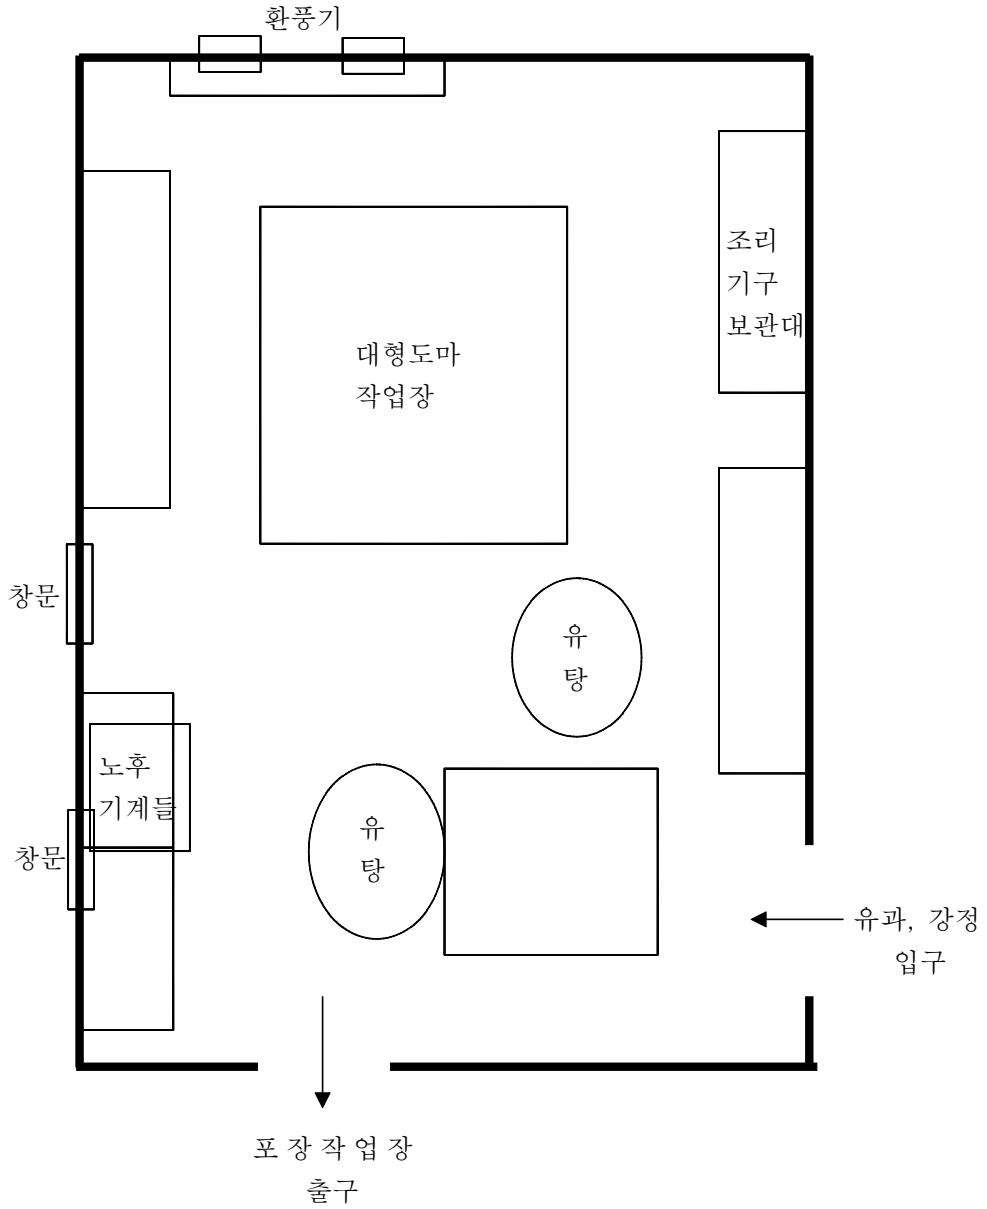 환풍기
조리
기구
보관대
대형도마
작업장
창문
유
탕
노후
기계들
유
탕
창문
유과, 강정
입구
포 장 작 업 장
출구